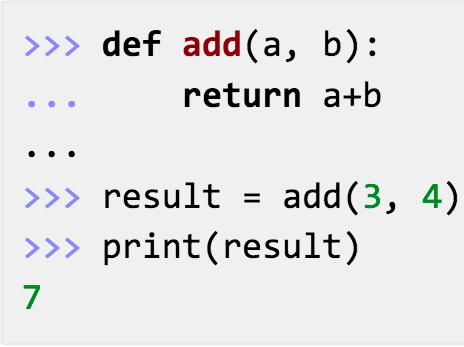 >>> def add(a, b):
...     return a+b
...
>>> result = add(3, 4)
>>> print(result)
7